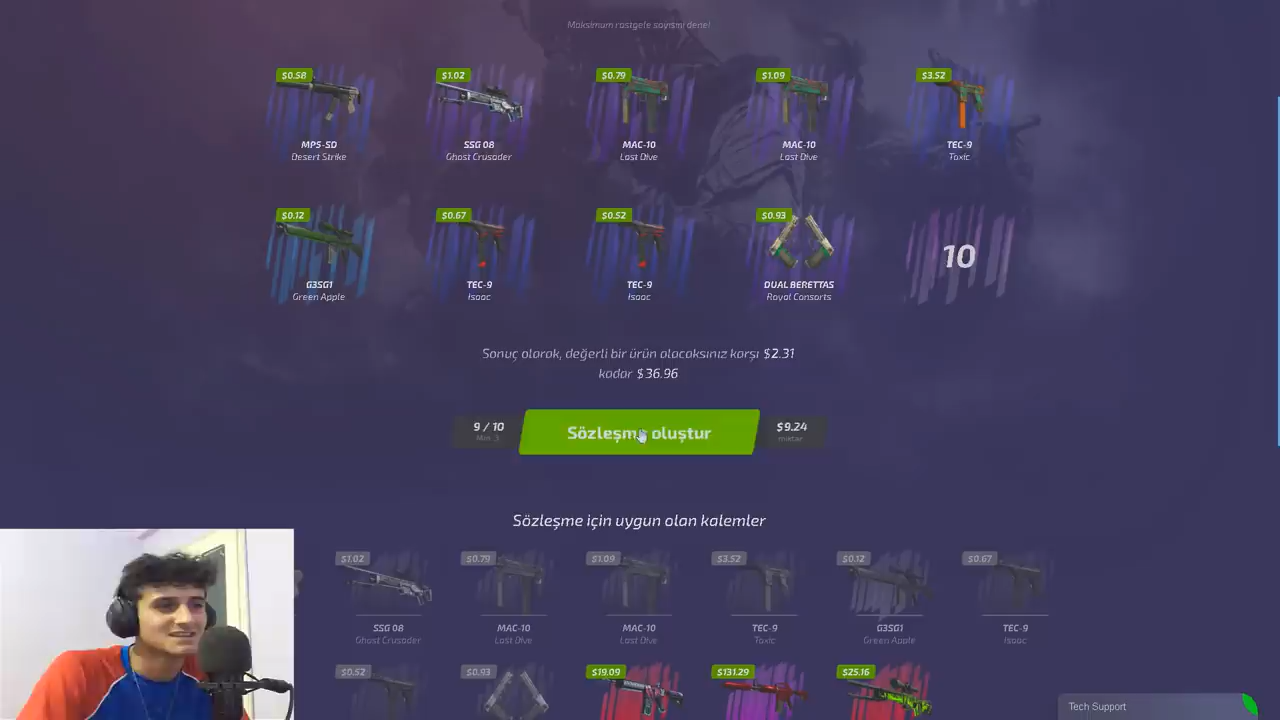 Maksimum rastgele sayısını dene!
$0.58 $1.02 $0.79 $1.09 $3.52
MP5-SD SSG 08 MAC-10 MAC-10 TEC-9
Desert Strike Ghost Crusader Last Dive Last Dive Toxic
$0.12 $0.67 $0.52 $0.93
10
G3SG1 TEC-9 TEC-9 DUAL BERETTAS
Green Apple Isaac Isaac Royal Consorts
Sonuç olarak, değerli bir ürün alacaksınız karşı $2.31
kadar $36.96
9 / 10 Sözleşme oluştur $9.24
Min 3 miktar
Sözleşme için uygun olan kalemler
$1.02 $0.79 $1.09 $3.52 $0.12 $0.67
SSG 08 MAC-10 MAC-10 TEC-9 G3SG1 TEC-9
Ghost Crusader Last Dive Last Dive Toxic Green Apple Isaac
$0.52 $0.93 $19.09 $131.29 $25.16
Tech Support